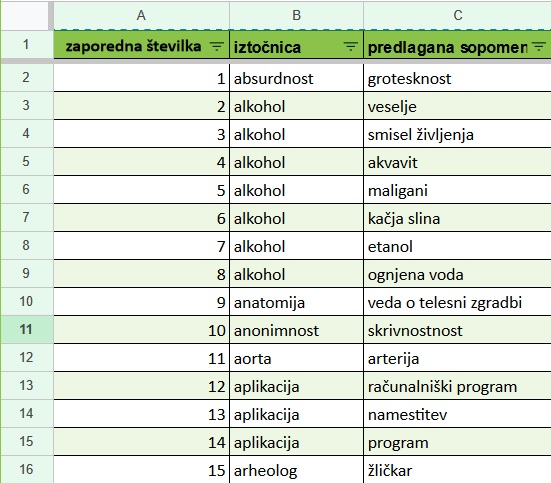 A B C
1 zaporedna številka iztočnica predlagana sopomen
2 1 absurdnost grotesknost
3 2 alkohol veselje
4 3 alkohol smisel življenja
5 4 alkohol akvavit
6 5 alkohol maligani
7 6 alkohol kačja slina
8 7 alkohol etanol
9 8 alkohol ognjena voda
10 9 anatomija veda o telesni zgradbi
11 10 anonimnost skrivnostnost
12 11 aorta arterija
13 12 aplikacija računalniški program
14 13 aplikacija namestitev
15 14 aplikacija program
16 15 arheolog žličkar